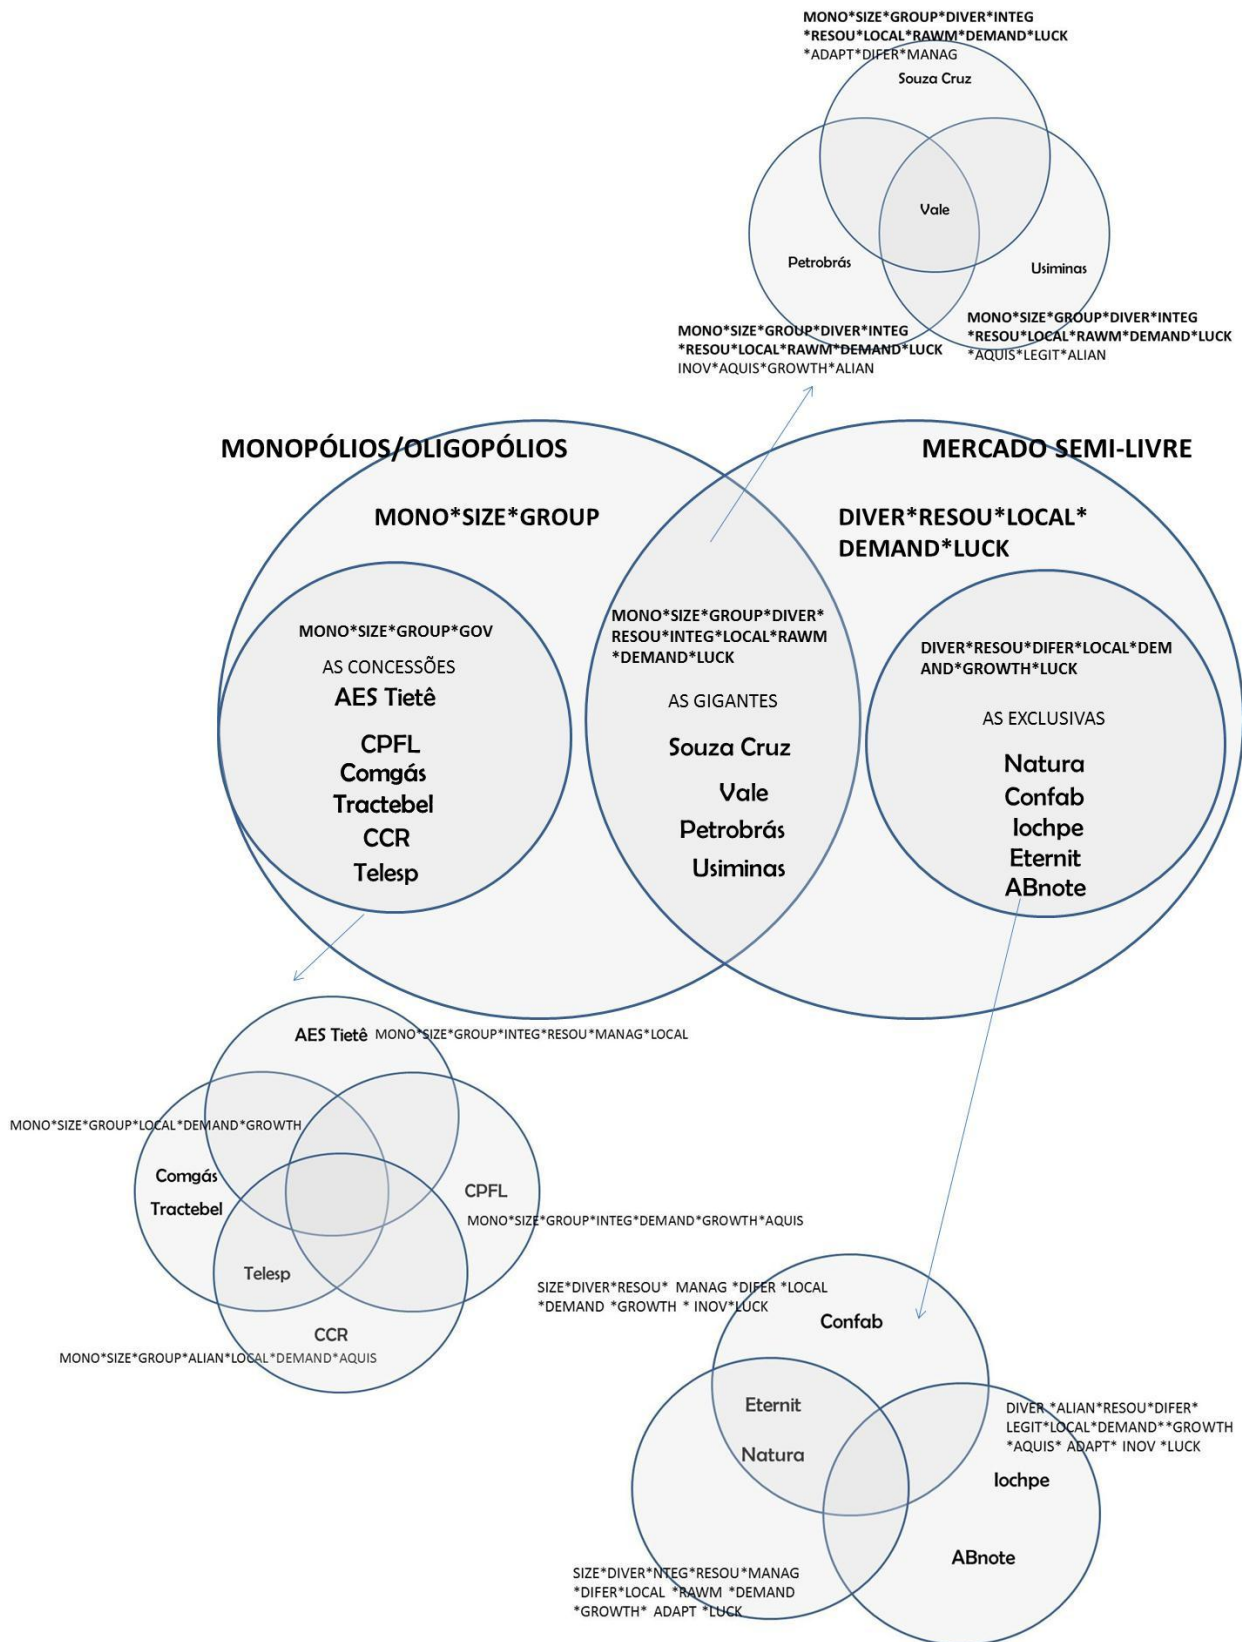 MONO*SIZE*GROUP*DIVER*INTEG
*RESOU*LOCAL*RAWM*DEMAND*LUCK
*ADAPT*DIFER*MANAG
Souza Cruz
Vale
Petrobrás
Usiminas
MONO*SIZE*GROUP*DIVER*INTEG
*RESOU*LOCAL*RAWM*DEMAND*LUCK
INOV*AQUIS*GROWTH*ALIAN
MONO*SIZE*GROUP*DIVER*INTEG
*RESOU*LOCAL*RAWM*DEMAND*LUCK
*AQUIS*LEGIT*ALIAN
MONOPÓLIOS/OLIGOPÓLIOS
MERCADO SEMI-LIVRE
MONO*SIZE*GROUP
DIVER*RESOU*LOCAL*
DEMAND*LUCK
MONO*SIZE*GROUP*GOV
AS CONCESSÕES
AES Tietê
CPFL
Comgás
Tractebel
CCR
Telesp
MONO*SIZE*GROUP*DIVER*
RESOU*INTEG*LOCAL*RAWM
*DEMAND*LUCK
AS GIGANTES
Souza Cruz
Vale
Petrobrás
Usiminas
DIVER*RESOU*DIFER*LOCAL*DEM
AND*GROWTH*LUCK
AS EXCLUSIVAS
Natura
Confab
Iochpe
Eternit
ABnote
AES Tietê MONO*SIZE*GROUP*INTEG*RESOU*MANAG*LOCAL
MONO*SIZE*GROUP*LOCAL*DEMAND*GROWTH
Comgás
Tractebel
CPFL
MONO*SIZE*GROUP*INTEG*DEMAND*GROWTH*AQUIS
Telesp
CCR
MONO*SIZE*GROUP*ALIAN*LOCAL*DEMAND*AQUIS
SIZE*DIVER*RESOU* MANAG *DIFER *LOCAL
*DEMAND *GROWTH * INOV*LUCK
Confab
Eternit
Natura
DIVER *ALIAN*RESOU*DIFER*
LEGIT*LOCAL*DEMAND**GROWTH
*AQUIS* ADAPT* INOV *LUCK
Iochpe
ABnote
SIZE*DIVER*NTEG*RESOU*MANAG
*DIFER*LOCAL *RAWM *DEMAND
*GROWTH* ADAPT *LUCK